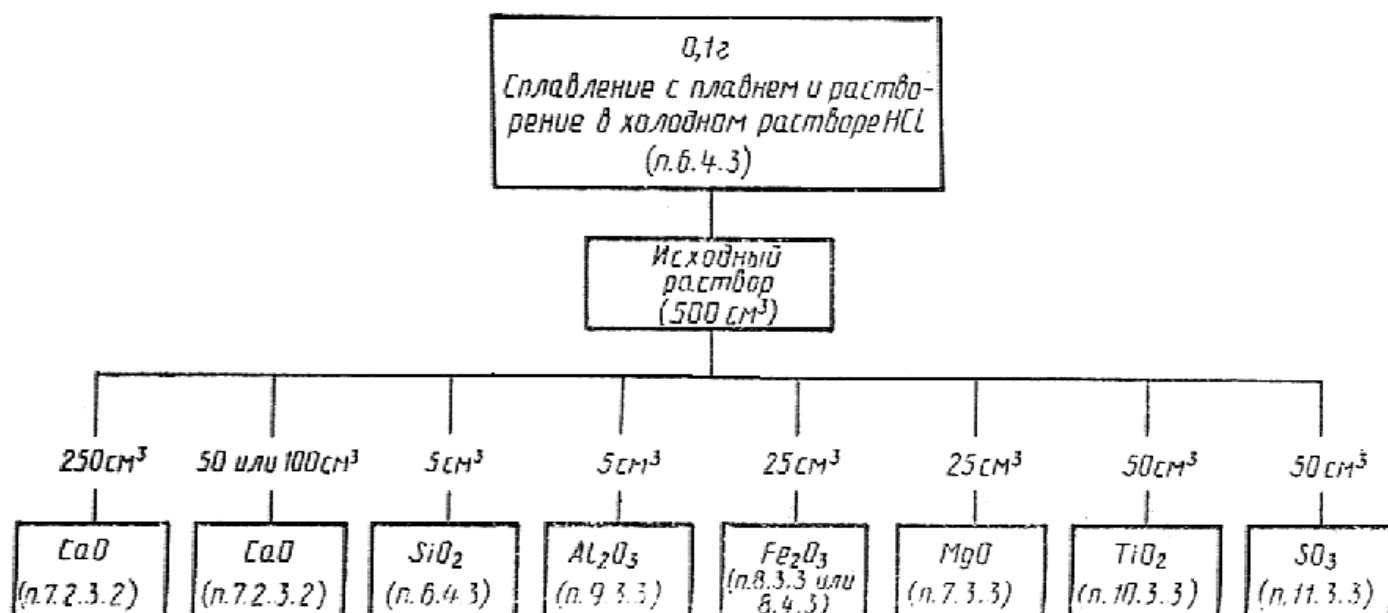 0,1г
Сплавление с плавнем и раство-
рение в холодном растворе HCl
(п.6.4.3)
Исходный
раствор
(500 см³)
250см³ 50 или 100см³ 5см³ 5см³ 25см³ 25см³ 50см³ 50см³
CaO CaO SiO₂ Al₂O₃ Fe₂O₃ MgO TiO₂ SO₃
(п.7.2.3.2) (п.7.2.3.2) (п.6.4.3) (п.9.3.3) (п.8.3.3 или (п.7.3.3) (п.10.3.3) (п.11.3.3)
8.4.3)